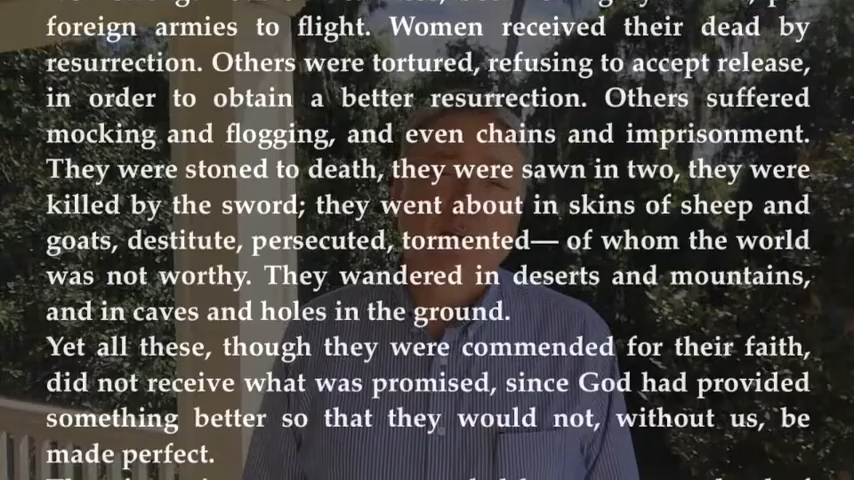 foreign armies to flight. Women received their dead by
resurrection. Others were tortured, refusing to accept release,
in order to obtain a better resurrection. Others suffered
mocking and flogging, and even chains and imprisonment.
They were stoned to death, they were sawn in two, they were
killed by the sword; they went about in skins of sheep and
goats, destitute, persecuted, tormented— of whom the world
was not worthy. They wandered in deserts and mountains,
and in caves and holes in the ground.
Yet all these, though they were commended for their faith,
did not receive what was promised, since God had provided
something better so that they would not, without us, be
made perfect.